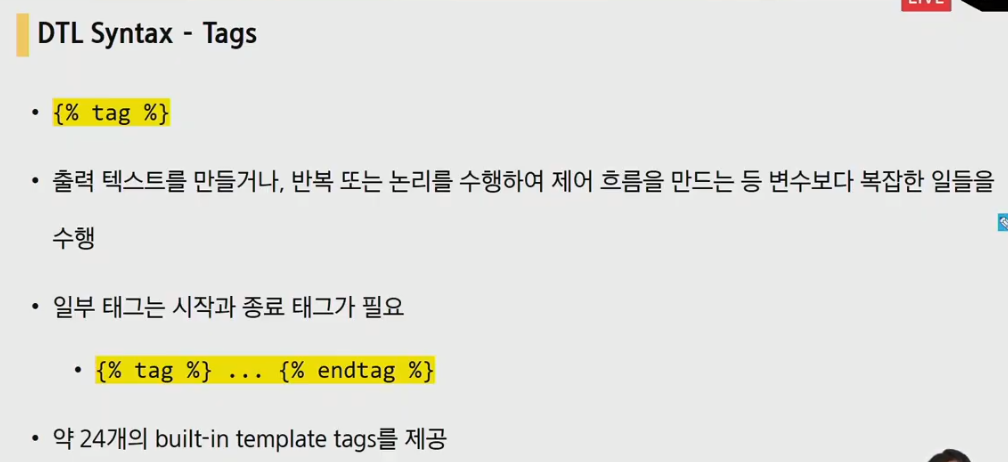 LIVE
DTL Syntax - Tags
• {% tag %}
• 출력 텍스트를 만들거나, 반복 또는 논리를 수행하여 제어 흐름을 만드는 등 변수보다 복잡한 일들을
수행
• 일부 태그는 시작과 종료 태그가 필요
• {% tag %} ... {% endtag %}
• 약 24개의 built-in template tags를 제공